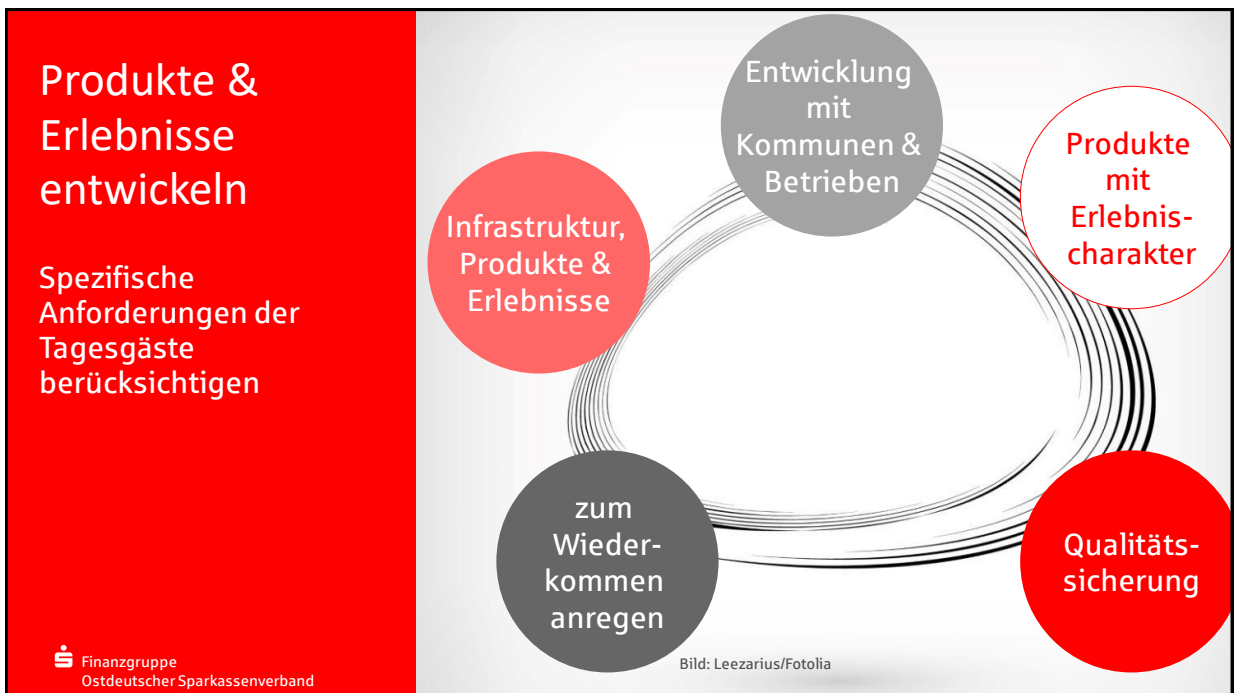 Produkte &
Erlebnisse
entwickeln
Spezifische
Anforderungen der
Tagesgäste
berücksichtigen
Entwicklung
mit
Kommunen &
Betrieben
Produkte
mit
Erlebnis-
charakter
Infrastruktur,
Produkte &
Erlebnisse
zum
Wieder-
kommen
anregen
Qualitäts-
sicherung
Finanzgruppe
Ostdeutscher Sparkassenverband
Bild: Leezarius/Fotolia